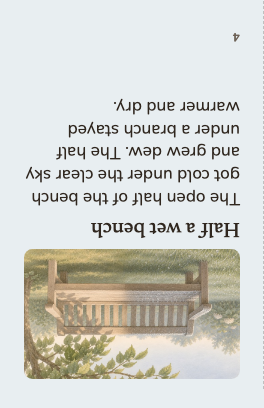 Half a wet bench
The open half of the bench
got cold under the clear sky
and grew dew. The half
under a branch stayed
warmer and dry.
4